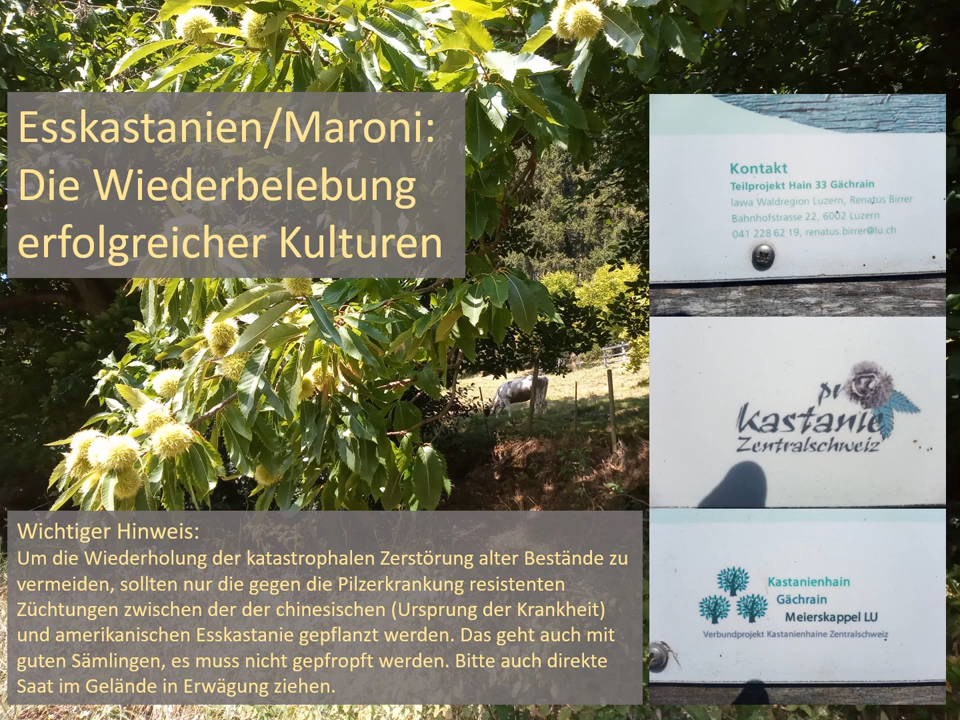 Esskastanien/Maroni:
Die Wiederbelebung
erfolgreicher Kulturen
Kontakt
Teilprojekt Hain 33 Gächrain
lawa Waldregion Luzern, Renatus Birrer
Bahnhofstrasse 22, 6002 Luzern
041 228 62 19, renatus.birrer@lu.ch
pr
Kastanie
Zentralschweiz
Kastanienhain
Gächrain
Meierskappel LU
Verbundprojekt Kastanienhaine Zentralschweiz
Wichtiger Hinweis:
Um die Wiederholung der katastrophalen Zerstörung alter Bestände zu
vermeiden, sollten nur die gegen die Pilzerkrankung resistenten
Züchtungen zwischen der der chinesischen (Ursprung der Krankheit)
und amerikanischen Esskastanie gepflanzt werden. Das geht auch mit
guten Sämlingen, es muss nicht gepfropft werden. Bitte auch direkte
Saat im Gelände in Erwägung ziehen.